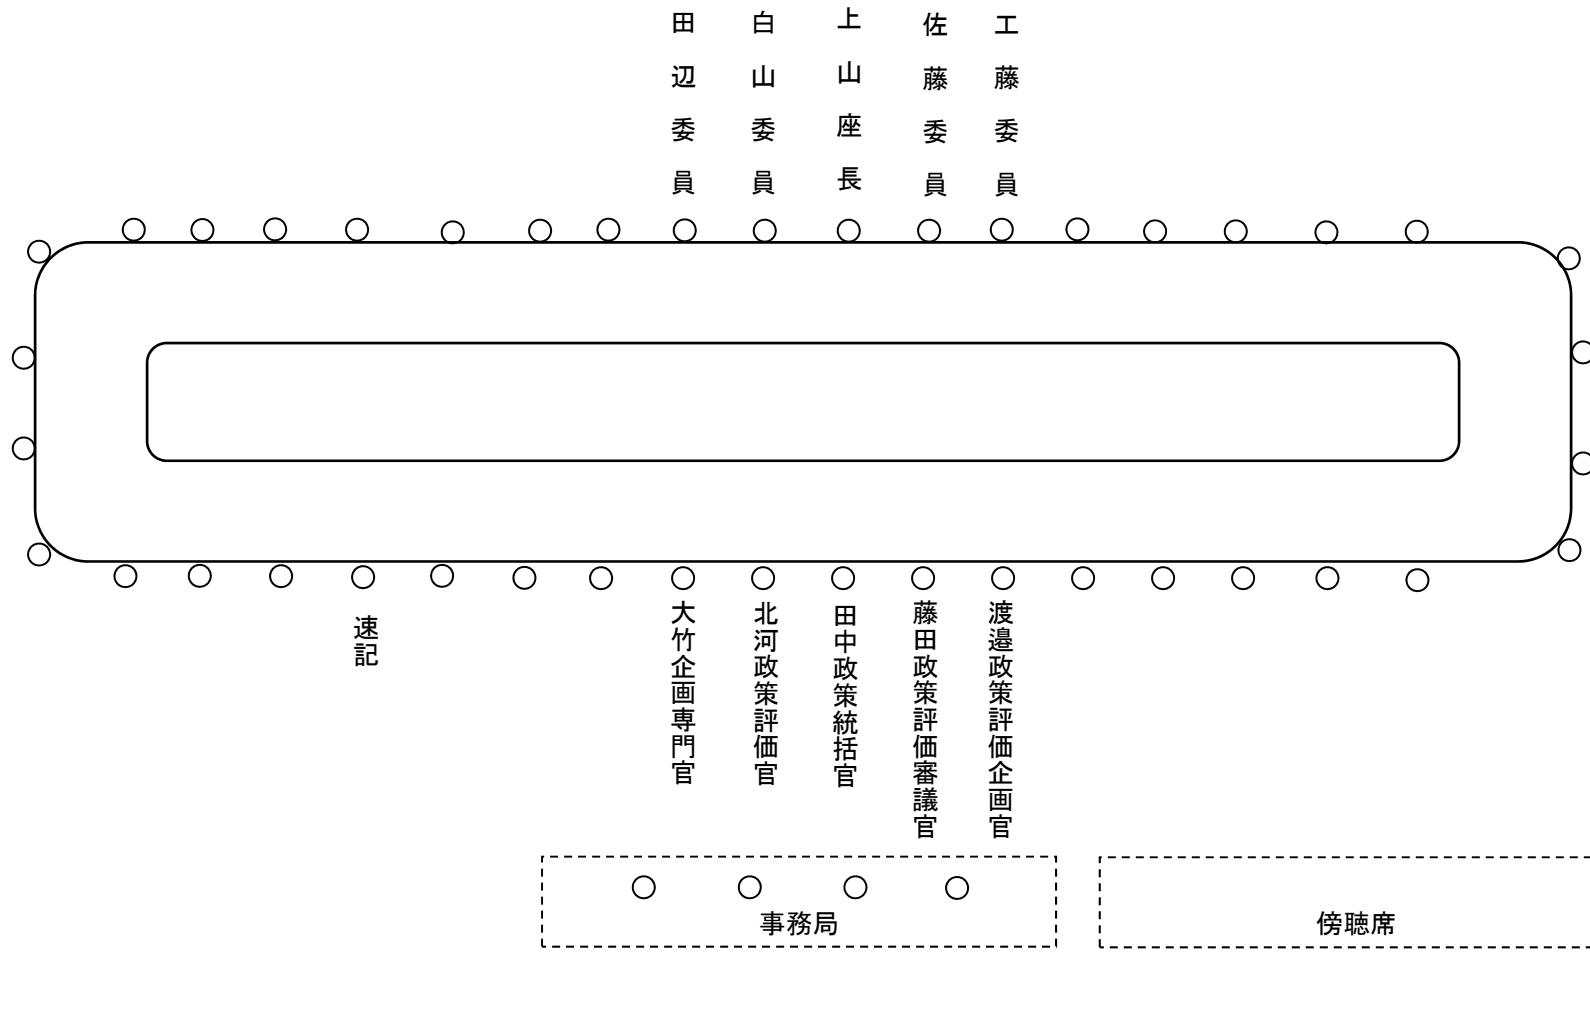 田辺委員
白山委員
上山座長
佐藤委員
工藤委員
速記
大竹企画専門官
北河政策評価官
田中政策統括官
藤田政策評価審議官
渡邉政策評価企画官
事務局
傍聴席